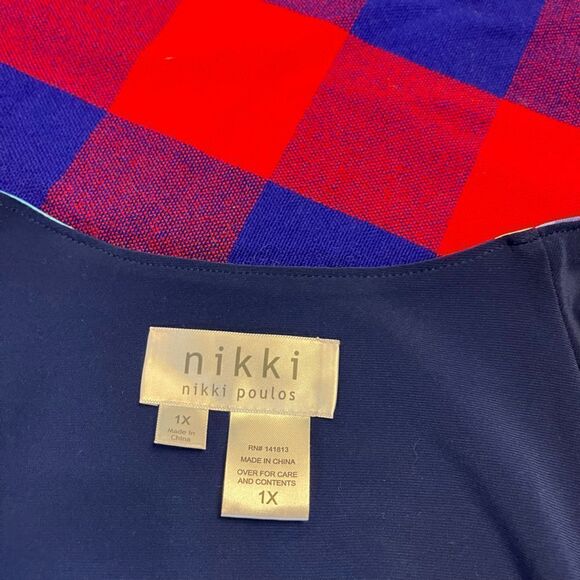 nikki
nikki poulos
1X
Made In
China
RN# 141813
MADE IN CHINA
OVER FOR CARE
AND CONTENTS
1X